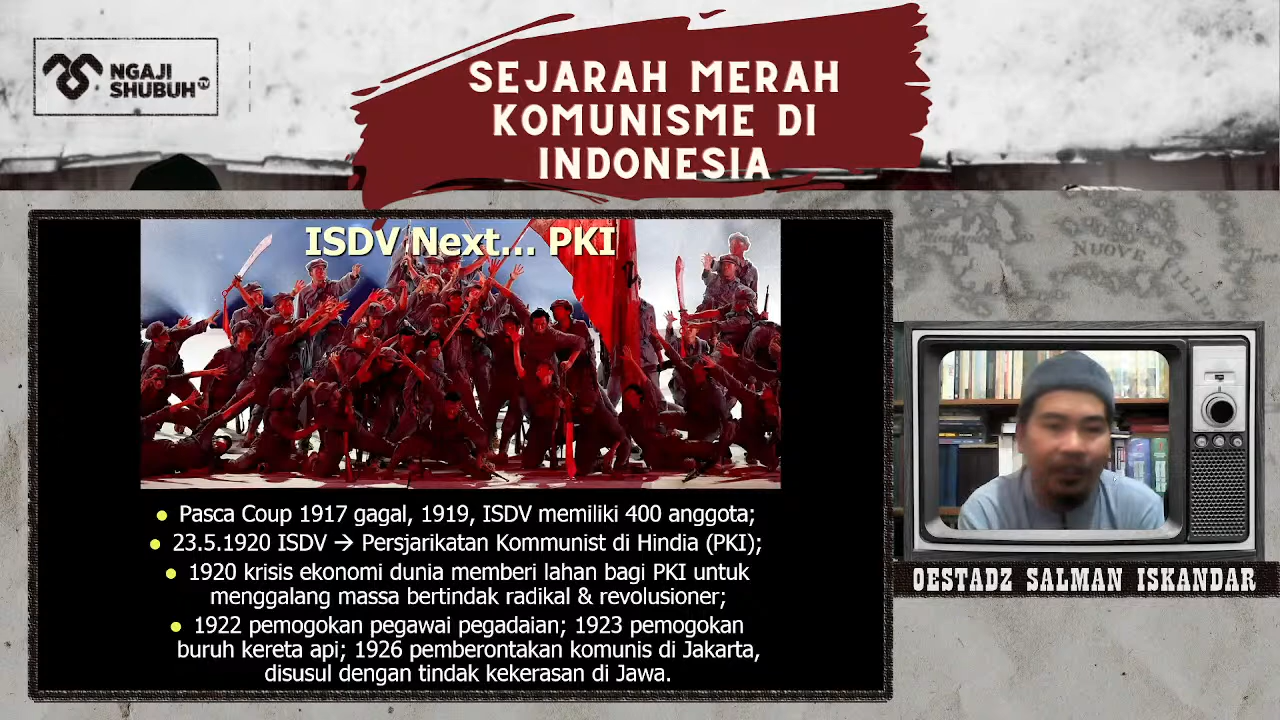 NGAJI
SHUBUH TV
SEJARAH MERAH
KOMUNISME DI
INDONESIA
NUOVE
ISDV Next... PKI
• Pasca Coup 1917 gagal, 1919, ISDV memiliki 400 anggota;
• 23.5.1920 ISDV → Persjarikatan Kommunist di Hindia (PKI);
• 1920 krisis ekonomi dunia memberi lahan bagi PKI untuk
menggalang massa bertindak radikal & revolusioner;
• 1922 pemogokan pegawai pegadaian; 1923 pemogokan
buruh kereta api; 1926 pemberontakan komunis di Jakarta,
disusul dengan tindak kekerasan di Jawa.
OESTADZ SALMAN ISKANDAR